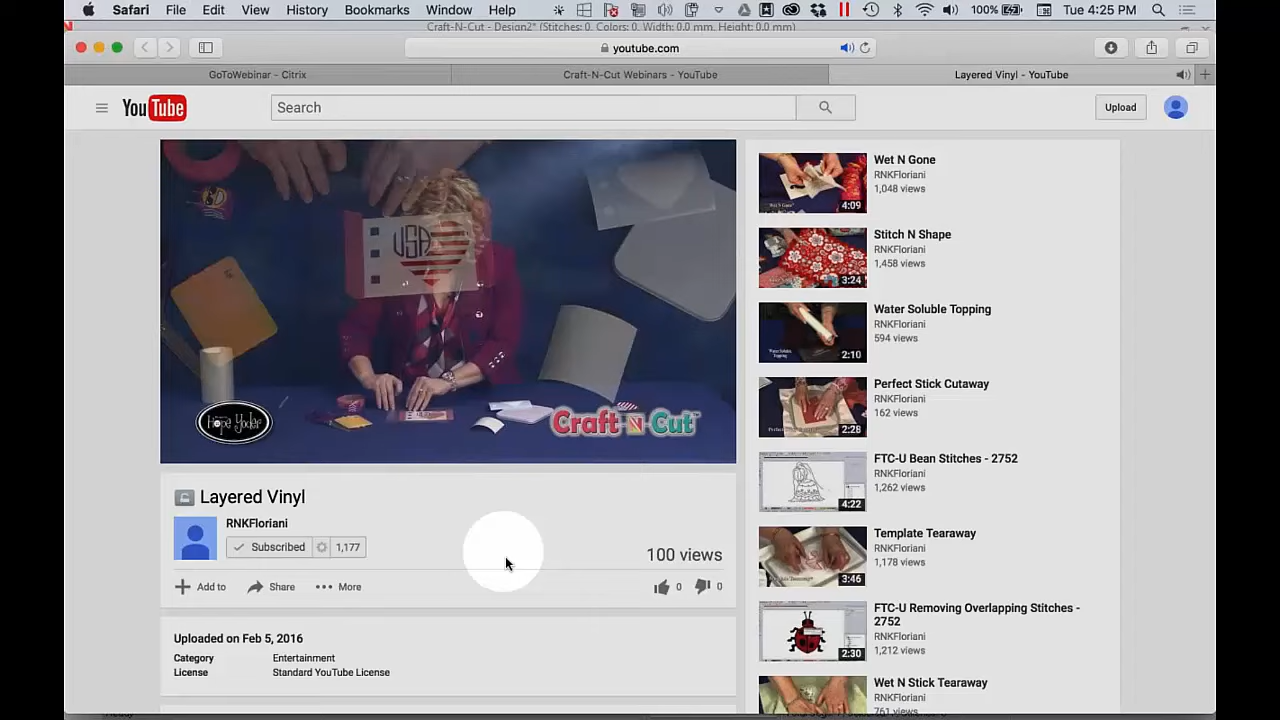 Safari File Edit View History Bookmarks Window Help 100% Tue 4:25 PM
Craft-N-Cut - Design2* (Stitches: 0, Colors: 0, Width: 0.0 mm, Height: 0.0 mm)
youtube.com
GoToWebinar - Citrix
Craft-N-Cut Webinars - YouTube
Layered Vinyl - YouTube
YouTube
Search
Upload
USA
Hope Yoder
Craft N Cut
Layered Vinyl
RNKFloriani
Subscribed 1,177
100 views
Add to Share More 0 0
Uploaded on Feb 5, 2016
Category Entertainment
License Standard YouTube License
Wet N Gone
RNKFloriani
1,048 views
4:09
Stitch N Shape
RNKFloriani
1,458 views
3:24
Water Soluble Topping
RNKFloriani
594 views
2:10
Perfect Stick Cutaway
RNKFloriani
162 views
2:28
FTC-U Bean Stitches - 2752
RNKFloriani
1,262 views
4:22
Template Tearaway
RNKFloriani
1,178 views
3:46
FTC-U Removing Overlapping Stitches -
2752
RNKFloriani
1,212 views
2:30
Wet N Stick Tearaway
RNKFloriani
761 views